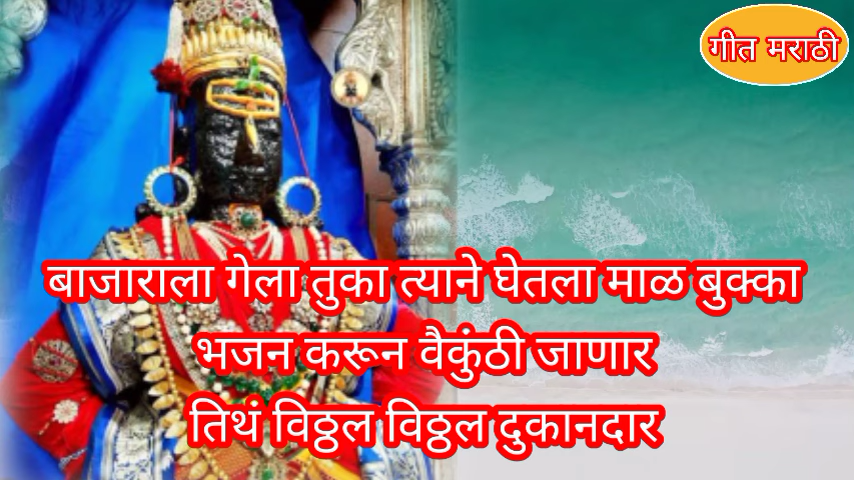 गीत मराठी
बाजाराला गेला तुका त्याने घेतला माळ बुक्का
भजन करून वैकुंठी जाणार
तिथं विठ्ठल विठ्ठल दुकानदार